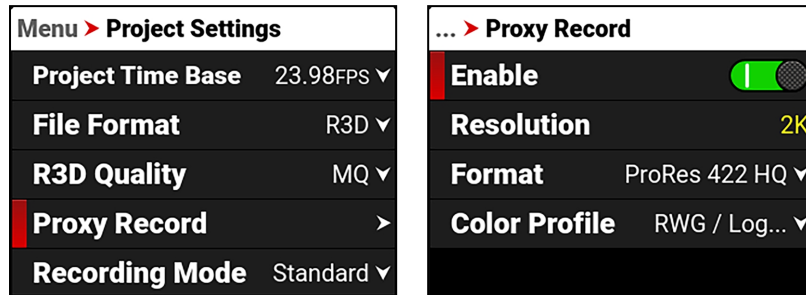 Menu ➤ Project Settings
Project Time Base 23.98FPS
File Format R3D
R3D Quality MQ
Proxy Record
Recording Mode Standard
... ➤ Proxy Record
Enable
Resolution 2K
Format ProRes 422 HQ
Color Profile RWG / Log...